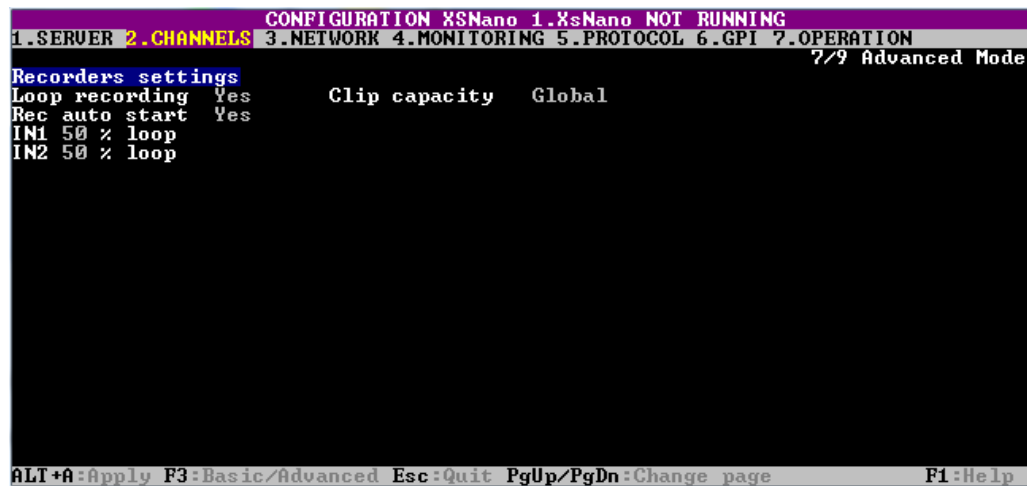 CONFIGURATION XSNano 1.XsNano NOT RUNNING
1.SERVER 2.CHANNELS 3.NETWORK 4.MONITORING 5.PROTOCOL 6.GPI 7.OPERATION
7/9 Advanced Mode
Recorders settings
Loop recording Yes Clip capacity Global
Rec auto start Yes
IN1 50 % loop
IN2 50 % loop
ALT+A:Apply F3:Basic/Advanced Esc:Quit PgUp/PgDn:Change page F1:Help